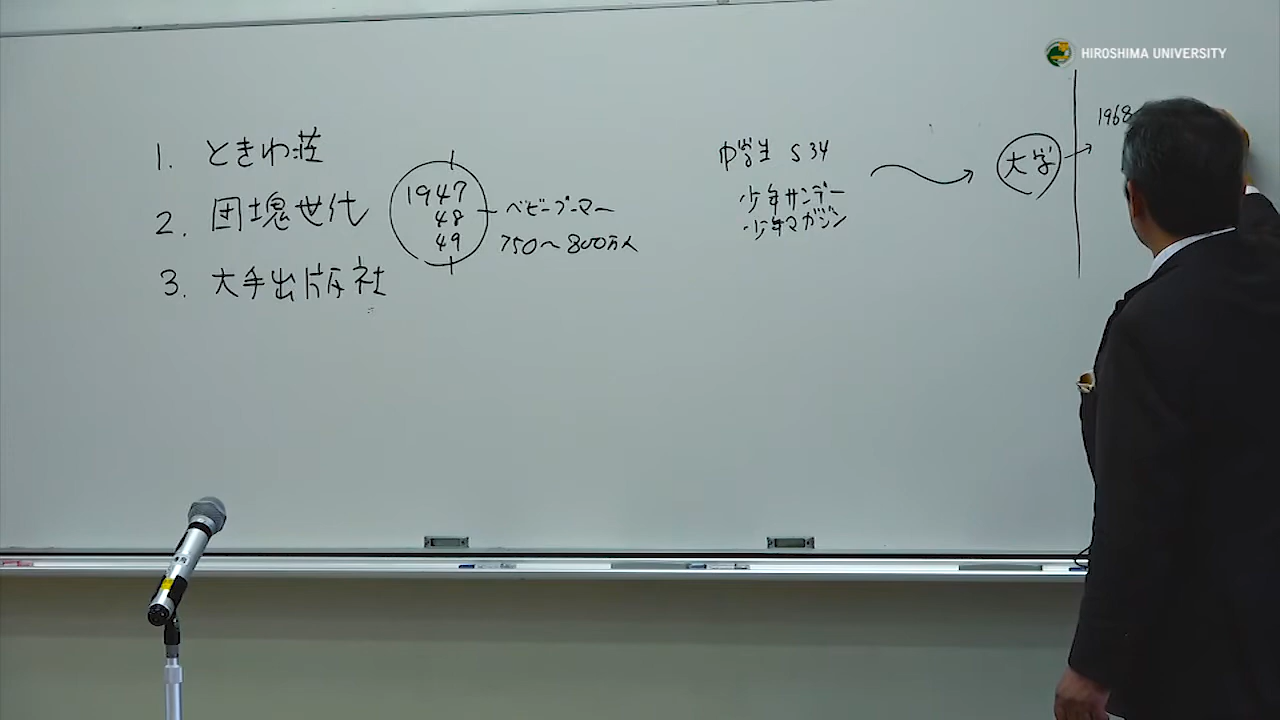 HIROSHIMA UNIVERSITY
1. ときわ荘
2. 団塊世代
3. 大手出版社
1947
48
49
ベビーブーマー
750〜800万人
中学生 S34
少年サンデー
少年マガジン
大学
1968